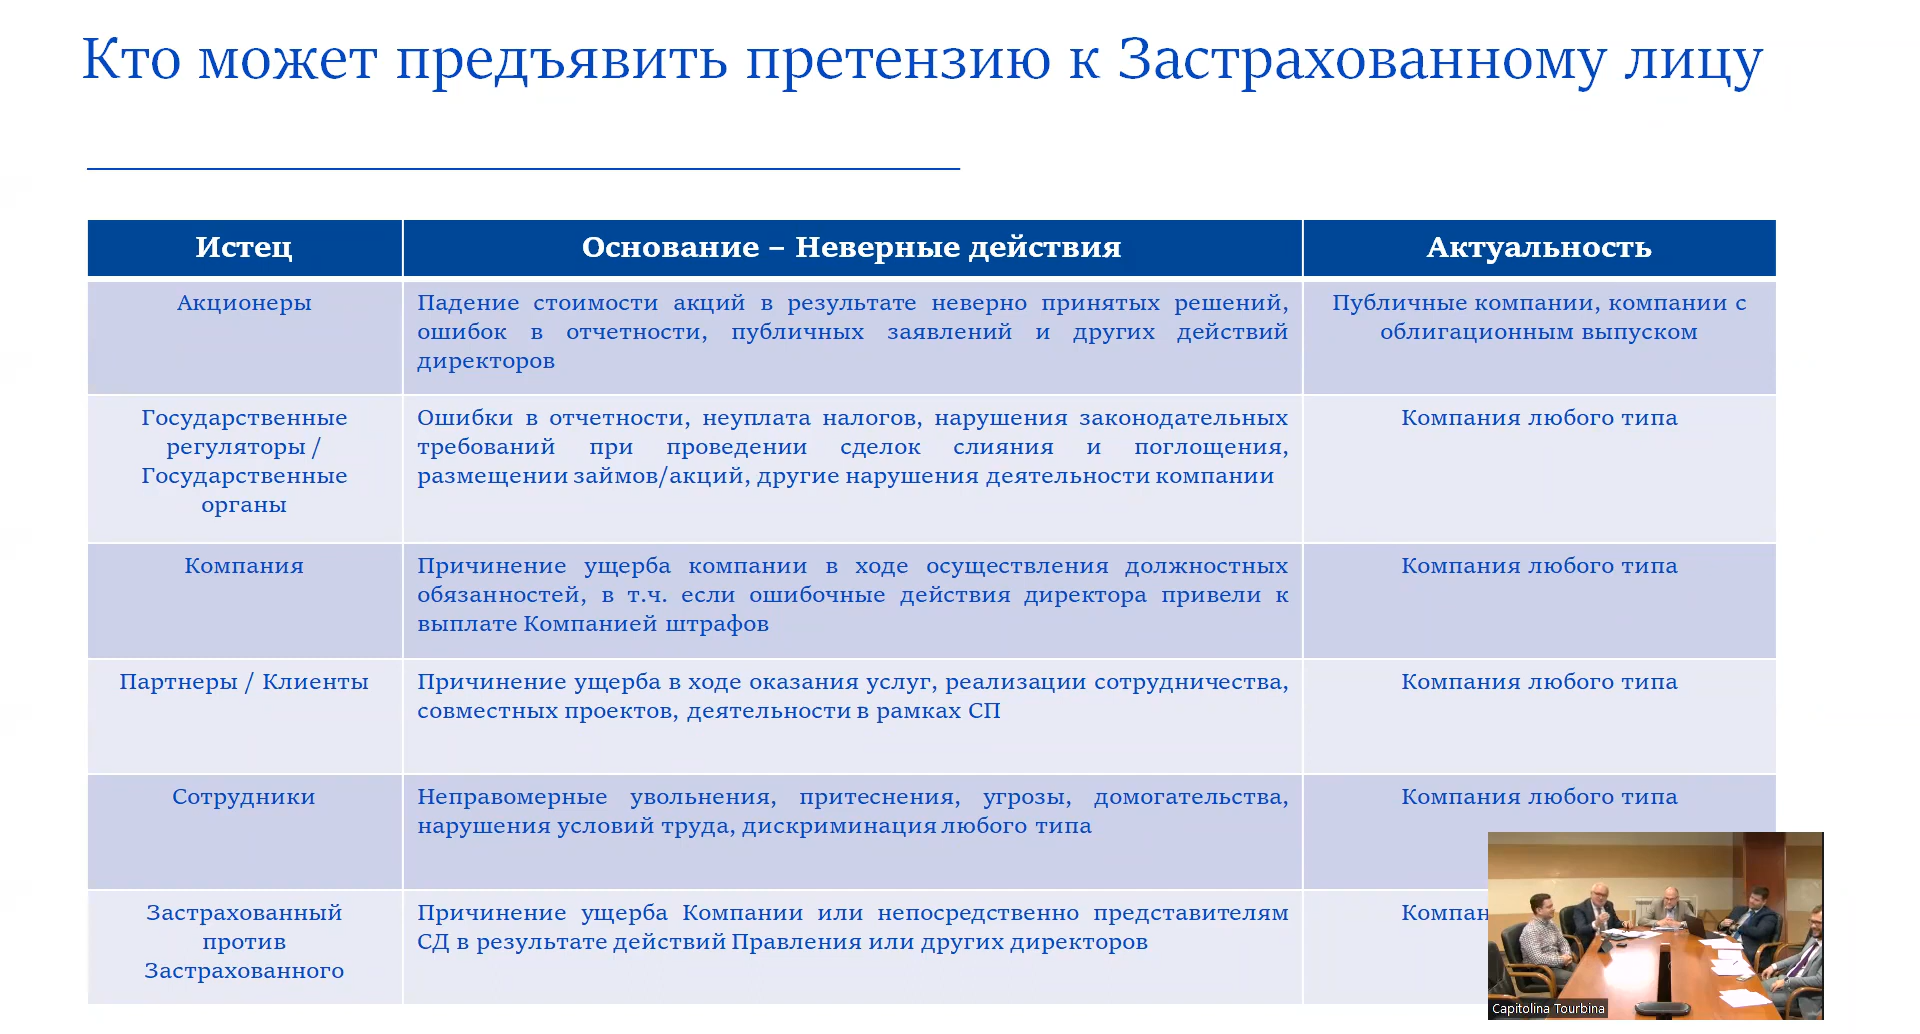 Кто может предъявить претензию к Застрахованному лицу
Истец
Основание – Неверные действия
Актуальность
Акционеры
Падение стоимости акций в результате неверно принятых решений,
ошибок в отчетности, публичных заявлений и других действий
директоров
Публичные компании, компании с
облигационным выпуском
Государственные
регуляторы /
Государственные
органы
Ошибки в отчетности, неуплата налогов, нарушения законодательных
требований при проведении сделок слияния и поглощения,
размещении займов/акций, другие нарушения деятельности компании
Компания любого типа
Компания
Причинение ущерба компании в ходе осуществления должностных
обязанностей, в т.ч. если ошибочные действия директора привели к
выплате Компанией штрафов
Компания любого типа
Партнеры / Клиенты
Причинение ущерба в ходе оказания услуг, реализации сотрудничества,
совместных проектов, деятельности в рамках СП
Компания любого типа
Сотрудники
Неправомерные увольнения, притеснения, угрозы, домогательства,
нарушения условий труда, дискриминация любого типа
Компания любого типа
Застрахованный
против
Застрахованного
Причинение ущерба Компании или непосредственно представителям
СД в результате действий Правления или других директоров
Capitolina Tourbina